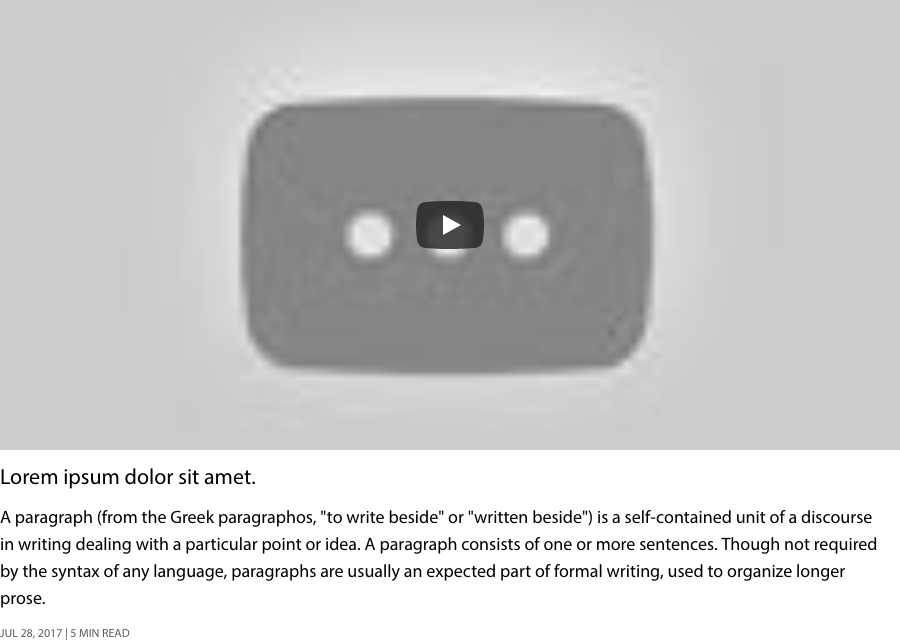 Lorem ipsum dolor sit amet.
A paragraph (from the Greek paragraphos, "to write beside" or "written beside") is a self-contained unit of a discourse
in writing dealing with a particular point or idea. A paragraph consists of one or more sentences. Though not required
by the syntax of any language, paragraphs are usually an expected part of formal writing, used to organize longer
prose.
JUL 28, 2017 | 5 MIN READ